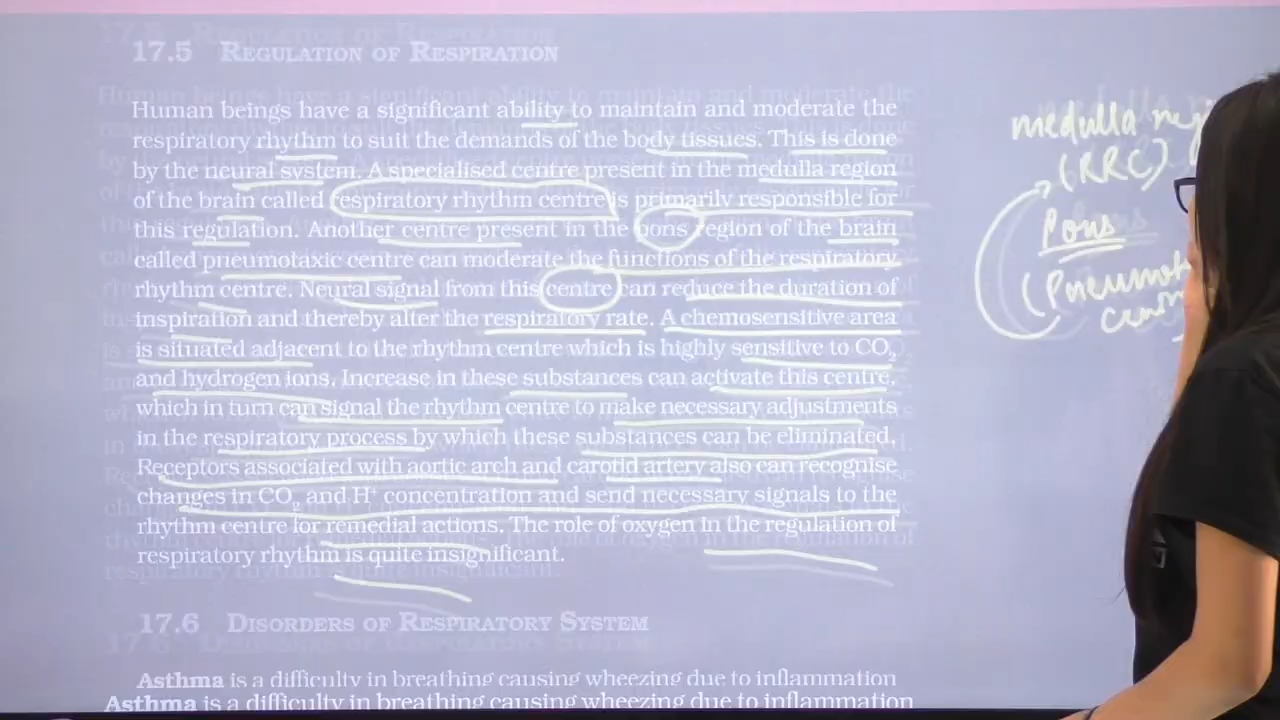 17.5 REGULATION OF RESPIRATION
Human beings have a significant ability to maintain and moderate the
respiratory rhythm to suit the demands of the body tissues. This is done
by the neural system. A specialised centre present in the medulla region
of the brain called respiratory rhythm centre is primarily responsible for
this regulation. Another centre present in the pons region of the brain
called pneumotaxic centre can moderate the functions of the respiratory
rhythm centre. Neural signal from this centre can reduce the duration of
inspiration and thereby alter the respiratory rate. A chemosensitive area
is situated adjacent to the rhythm centre which is highly sensitive to CO₂
and hydrogen ions. Increase in these substances can activate this centre,
which in turn can signal the rhythm centre to make necessary adjustments
in the respiratory process by which these substances can be eliminated.
Receptors associated with aortic arch and carotid artery also can recognise
changes in CO₂ and H⁺ concentration and send necessary signals to the
rhythm centre for remedial actions. The role of oxygen in the regulation of
respiratory rhythm is quite insignificant.
17.6 DISORDERS OF RESPIRATORY SYSTEM
Asthma is a difficulty in breathing causing wheezing due to inflammation
medulla
(RRC)
Pons